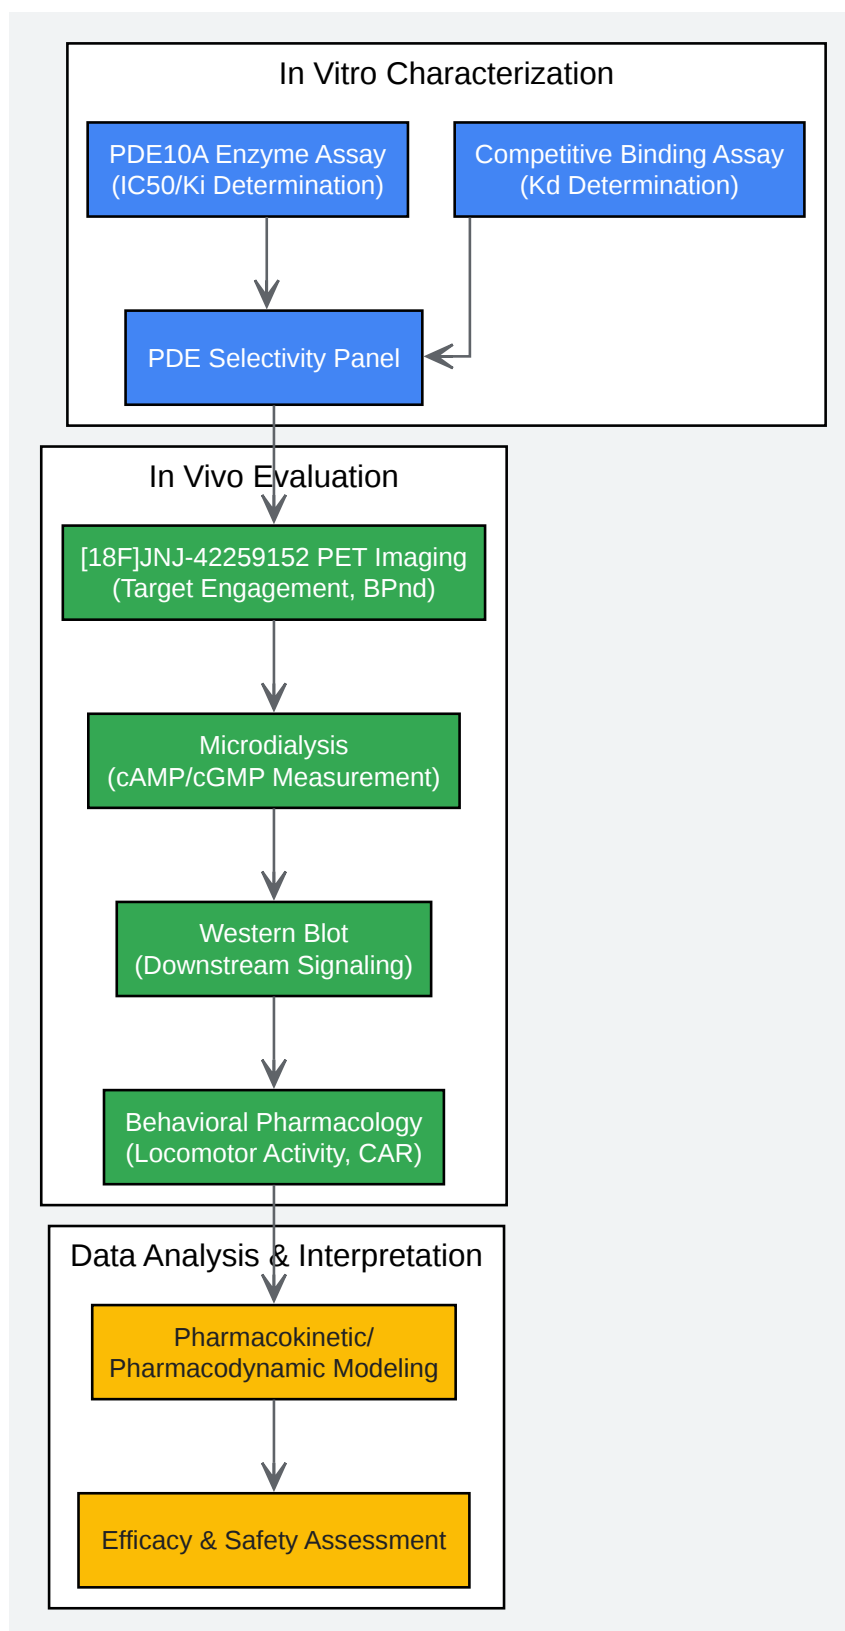 In Vitro Characterization
PDE10A Enzyme Assay
(IC50/Ki Determination)
Competitive Binding Assay
(Kd Determination)
PDE Selectivity Panel
In Vivo Evaluation
[18F]JNJ-42259152 PET Imaging
(Target Engagement, BPnd)
Microdialysis
(cAMP/cGMP Measurement)
Western Blot
(Downstream Signaling)
Behavioral Pharmacology
(Locomotor Activity, CAR)
Data Analysis & Interpretation
Pharmacokinetic/
Pharmacodynamic Modeling
Efficacy & Safety Assessment